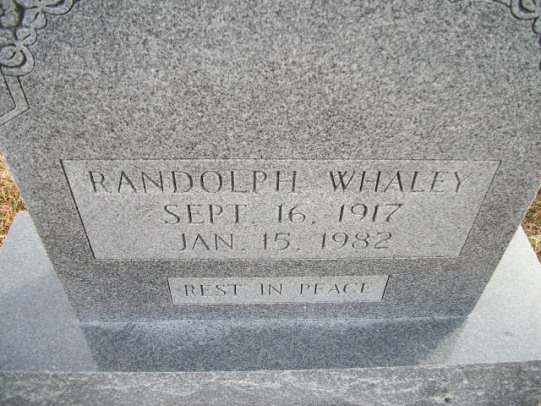 RANDOLPH WHALEY
SEPT. 16, 1917
JAN. 15, 1982
REST IN PEACE